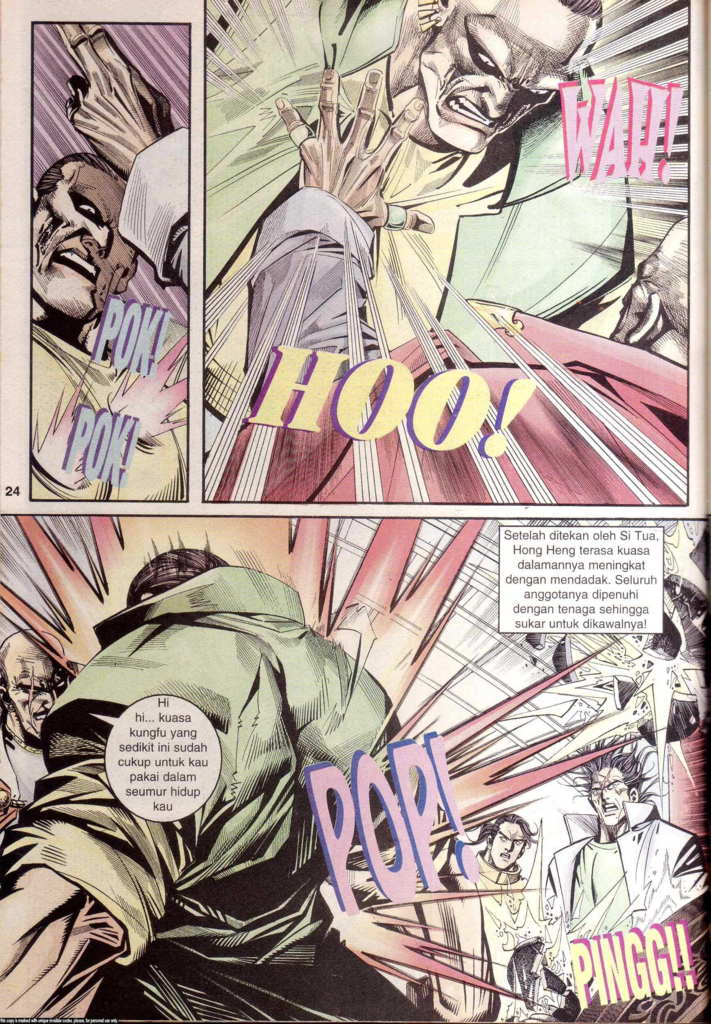 POK!
POK!
WAH!
HOO!
24
Setelah ditekan oleh Si Tua,
Hong Heng terasa kuasa
dalamannya meningkat
dengan mendadak. Seluruh
anggotanya dipenuhi
dengan tenaga sehingga
sukar untuk dikawalnya!
Hi
hi... kuasa
kungfu yang
sedikit ini sudah
cukup untuk kau
pakai dalam
seumur hidup
kau
POP!
PINGG!!